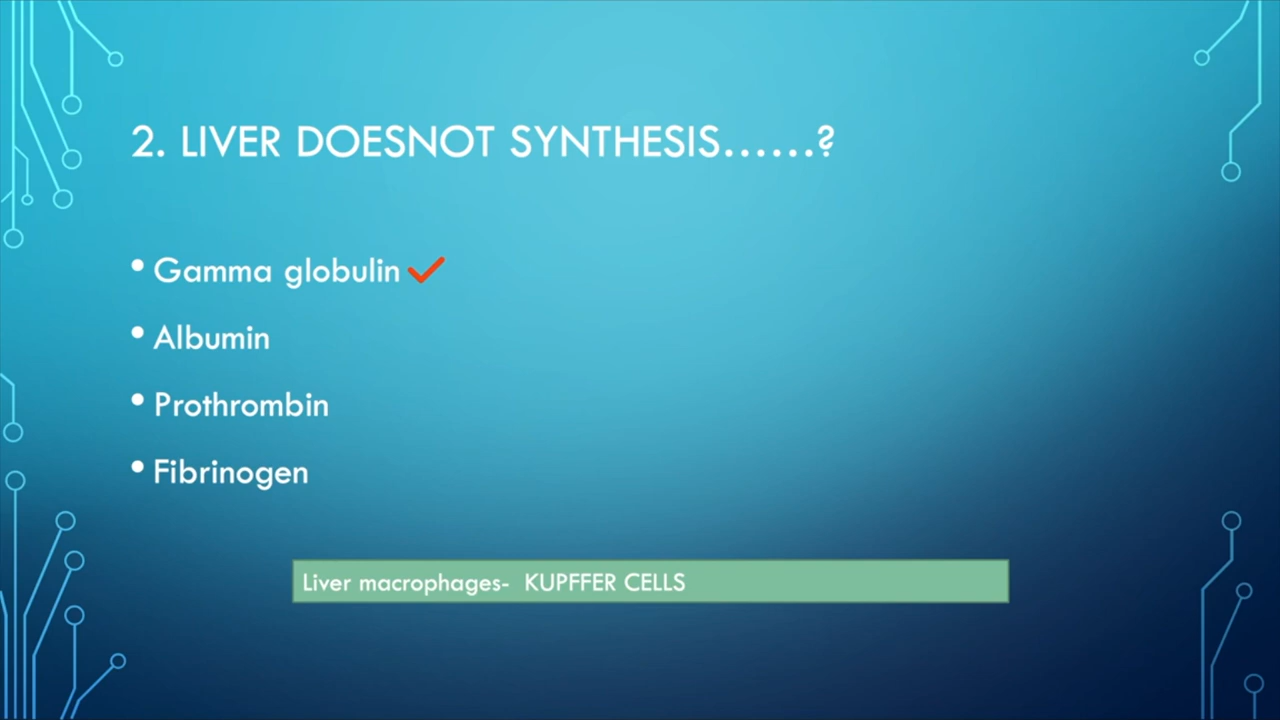 2. LIVER DOESNOT SYNTHESIS......?
• Gamma globulin ✓
• Albumin
• Prothrombin
• Fibrinogen
Liver macrophages- KUPFFER CELLS